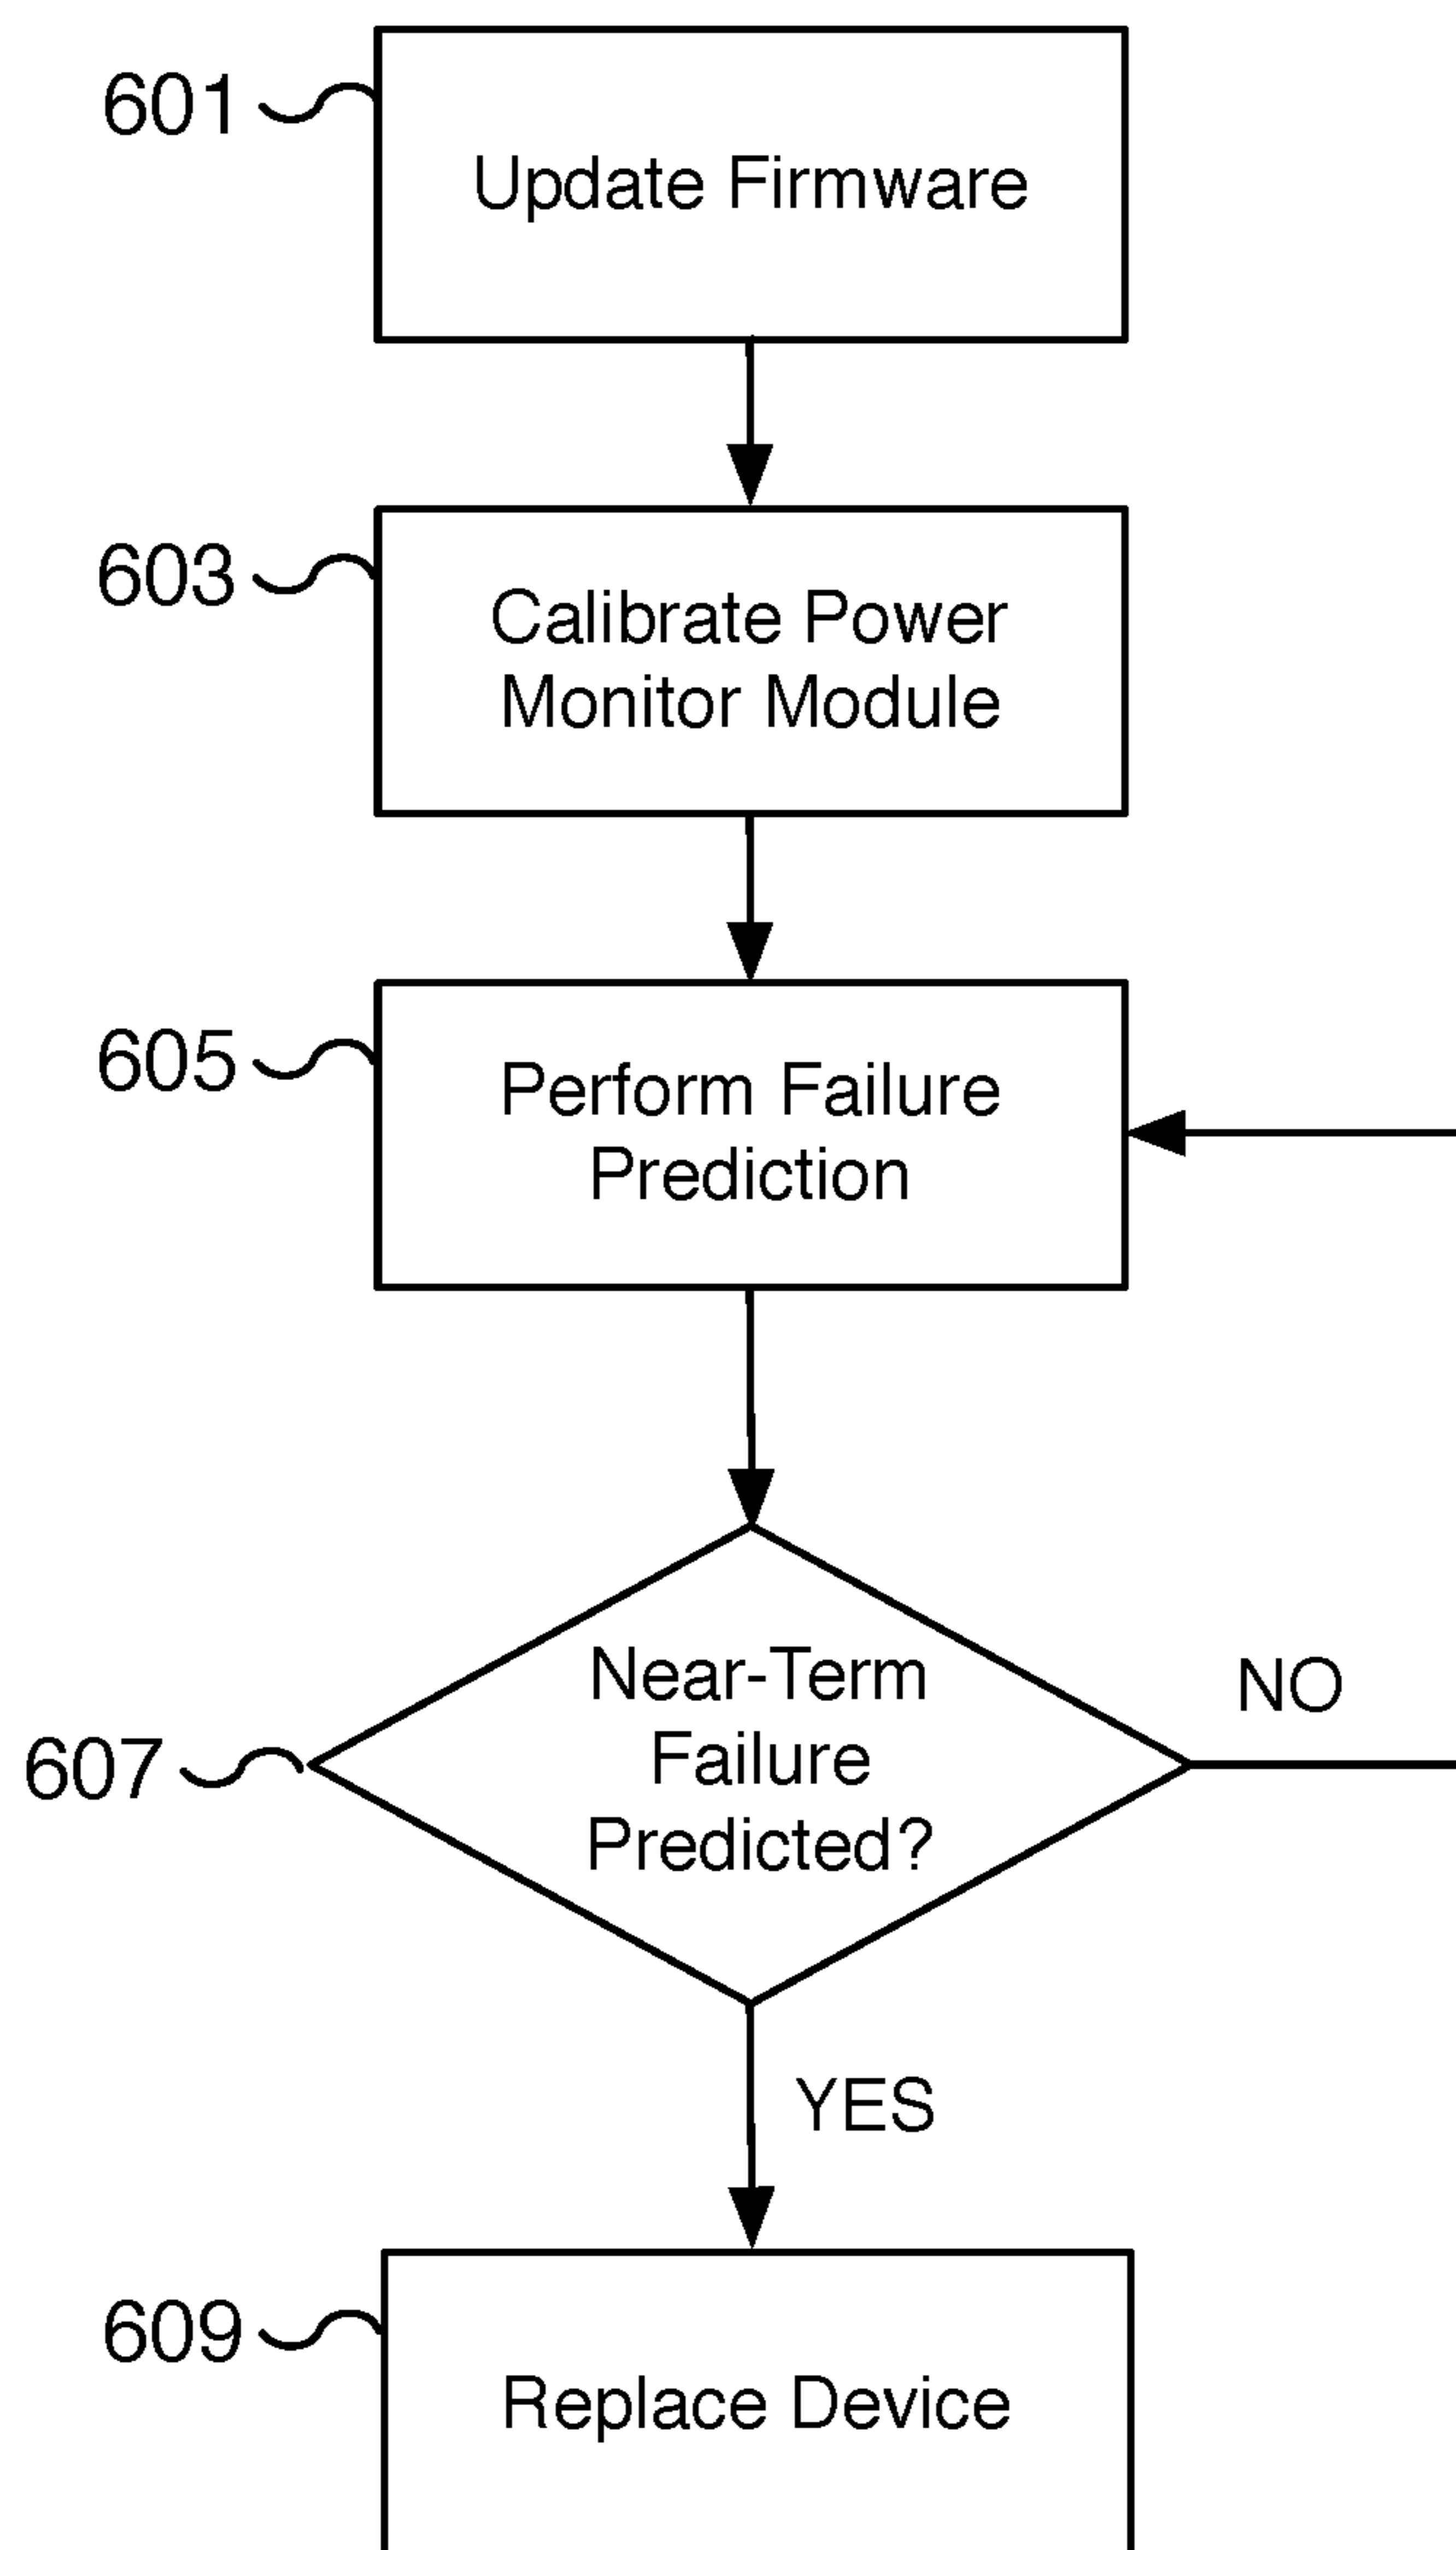 601
Update Firmware
603
Calibrate Power
Monitor Module
605
Perform Failure
Prediction
607
Near-Term
Failure
Predicted?
NO
YES
609
Replace Device